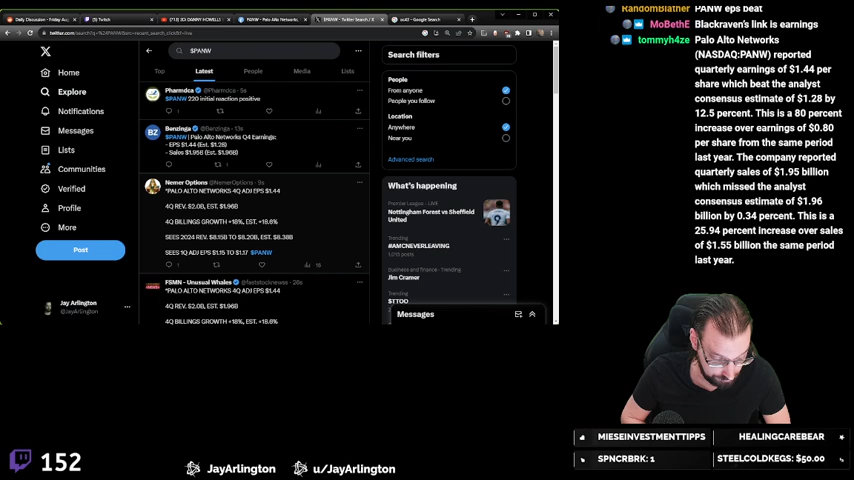 Daily Discussion - Friday Aug
Twitch
twitter.com/search?q=
$PANW
Search filters
Home
Top
Latest
People
Media
Lists
People
From anyone
People you follow
Explore
Pharmdca @Pharmdca · 5s
$PANW 220 initial reaction positive
Notifications
Location
Anywhere
Near you
Messages
Benzinga @Benzinga · 13s
$PANW | Palo Alto Networks Q4 Earnings:
- EPS $1.44 (Est. $1.28)
- Sales $1.95B (Est. $1.96B)
Lists
Advanced search
Communities
What's happening
Verified
Nemer Options @NemerOptions · 9s
*PALO ALTO NETWORKS 4Q ADJ EPS $1.44
Premier League · LIVE
Nottingham Forest vs Sheffield
United
Profile
4Q REV. $2.0B, EST. $1.96B
More
4Q BILLINGS GROWTH +18%, EST. +18.6%
Trending
#AMCNEVERLEAVING
Post
SEES 2024 REV. $8.15B TO $8.20B, EST. $8.38B
SEES 1Q ADJ EPS $1.15 TO $1.17 $PANW
Business and finance · Trending
Jim Cramer
FSMN - Unusual Whales @faststocknewss · 26s
*PALO ALTO NETWORKS 4Q ADJ EPS $1.44
Trending
$TTOO
Jay Arlington
@JayArlington
4Q REV. $2.0B, EST. $1.96B
Messages
4Q BILLINGS GROWTH +18%, EST. +18.6%
RandomBlather PANW eps beat
MoBethE Blackraven's link is earnings
tommyh4ze Palo Alto Networks
(NASDAQ:PANW) reported
quarterly earnings of $1.44 per
share which beat the analyst
consensus estimate of $1.28 by
12.5 percent. This is a 80 percent
increase over earnings of $0.80
per share from the same period
last year. The company reported
quarterly sales of $1.95 billion
which missed the analyst
consensus estimate of $1.96
billion by 0.34 percent. This is a
25.94 percent increase over sales
of $1.55 billion the same period
last year.
152
JayArlington
u/JayArlington
MIESEINVESTMENTTIPPS
HEALINGCAREBEAR
SPNCRBRK: 1
STEELCOLDKEGS: $50.00